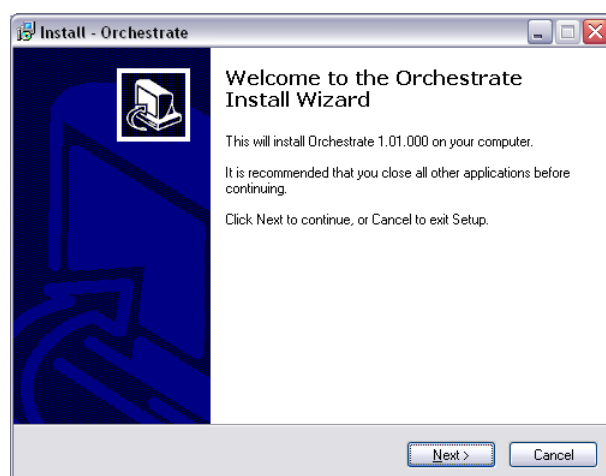 Install - Orchestrate
Welcome to the Orchestrate
Install Wizard
This will install Orchestrate 1.01.000 on your computer.
It is recommended that you close all other applications before
continuing.
Click Next to continue, or Cancel to exit Setup.
Next >
Cancel